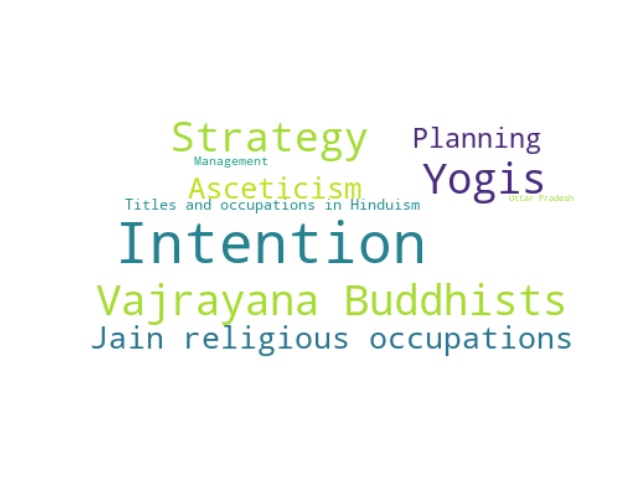 Strategy
Planning
Management
Asceticism
Yogis
Uttar Pradesh
Titles and occupations in Hinduism
Intention
Vajrayana Buddhists
Jain religious occupations